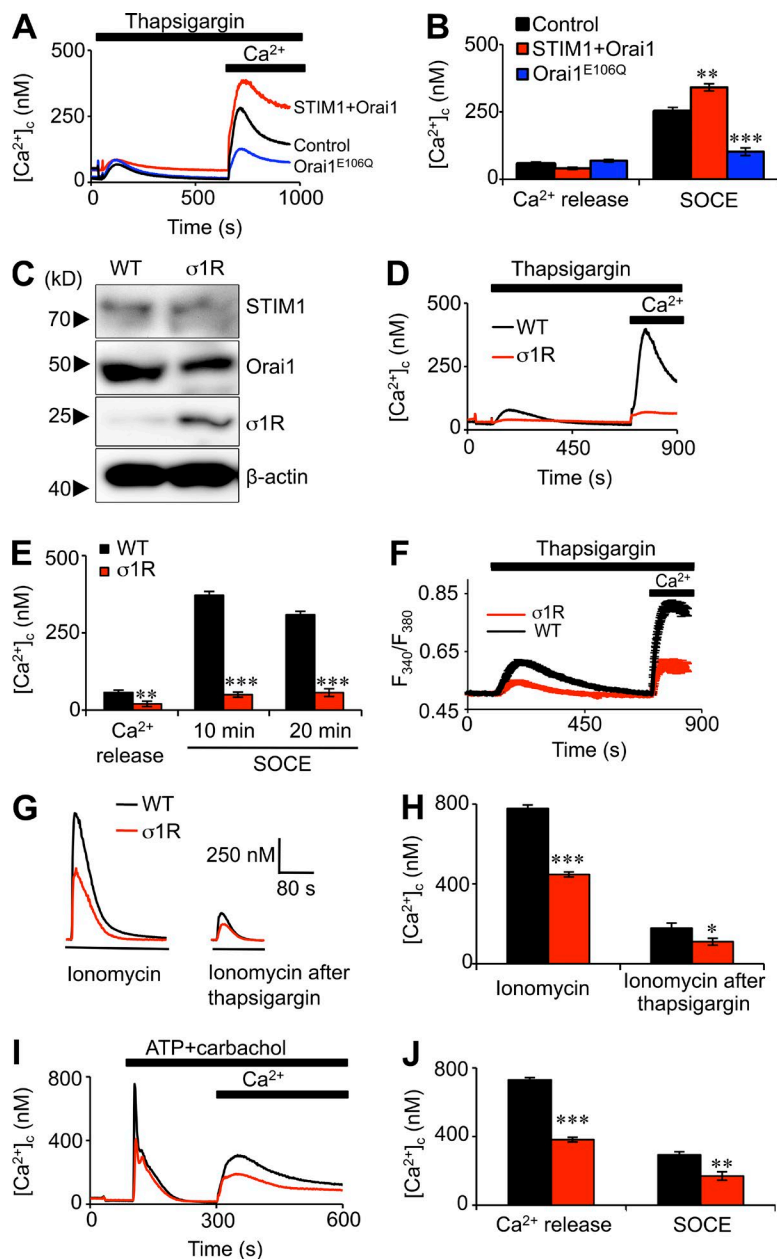 A
Thapsigargin
Ca²⁺
500
250
0
[Ca²⁺]c (nM)
STIM1+Orai1
Control
Orai1ᴱ¹⁰⁶Q
0
500
1000
Time (s)
B
Control
STIM1+Orai1
Orai1ᴱ¹⁰⁶Q
500
250
0
[Ca²⁺]c (nM)
**
***
Ca²⁺ release
SOCE
C
(kD)
WT
σ1R
70
STIM1
50
Orai1
25
σ1R
40
β-actin
D
Thapsigargin
Ca²⁺
500
250
0
[Ca²⁺]c (nM)
WT
σ1R
0
450
900
Time (s)
E
WT
σ1R
500
250
0
[Ca²⁺]c (nM)
**
***
***
Ca²⁺
release
10 min
20 min
SOCE
F
Thapsigargin
Ca²⁺
0.85
0.65
0.45
F340/F380
σ1R
WT
0
450
900
Time (s)
G
WT
σ1R
250 nM
80 s
Ionomycin
Ionomycin after
thapsigargin
H
800
400
0
[Ca²⁺]c (nM)
***
*
Ionomycin
Ionomycin after
thapsigargin
I
ATP+carbachol
Ca²⁺
800
400
0
[Ca²⁺]c (nM)
0
300
600
Time (s)
J
800
400
0
[Ca²⁺]c (nM)
***
**
Ca²⁺ release
SOCE